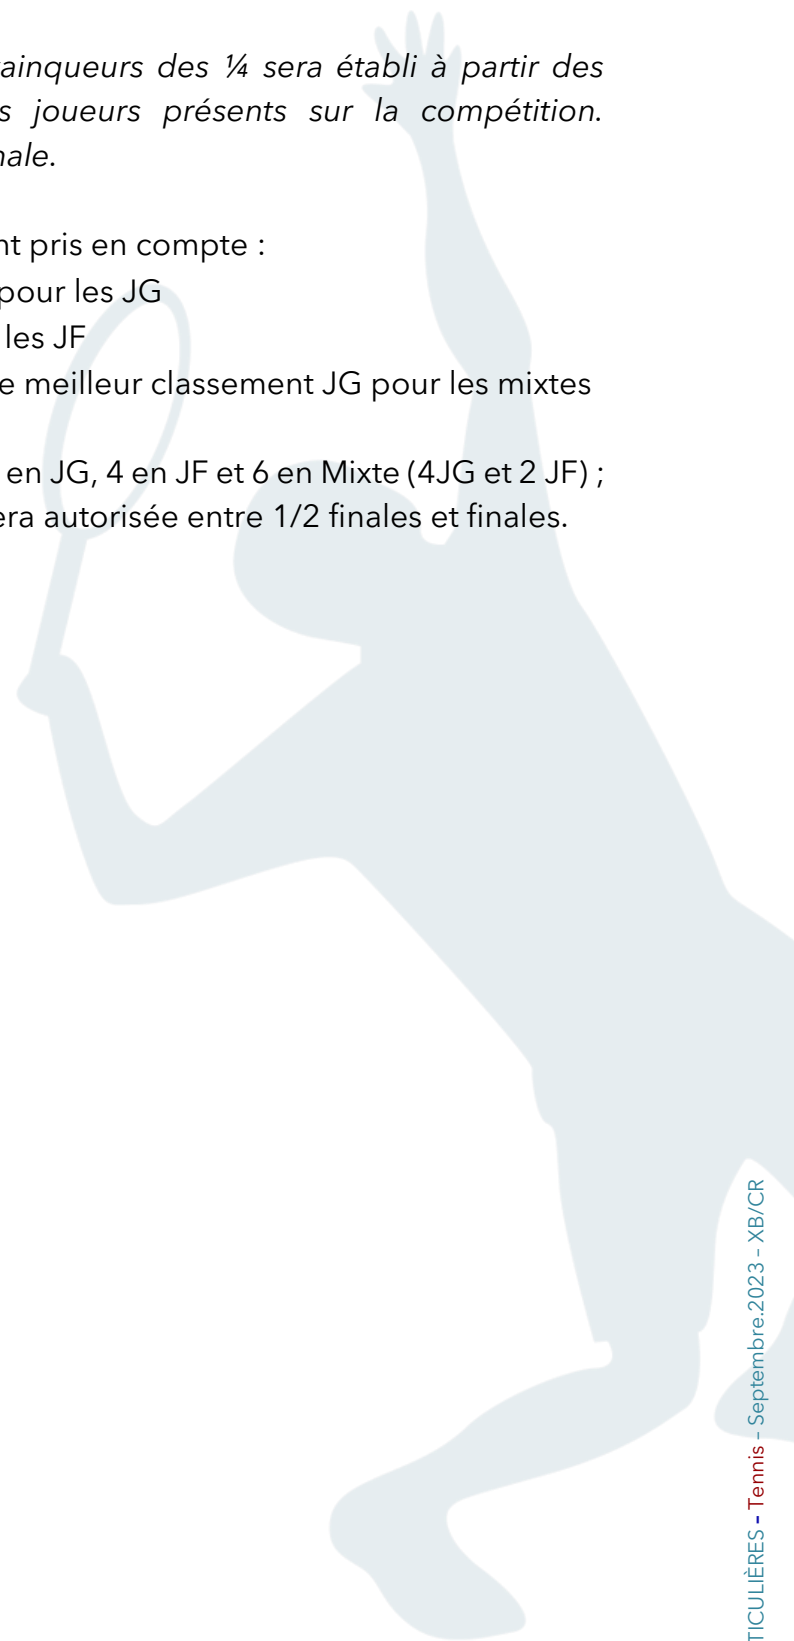 ainqueurs des ¼ sera établi à partir des
s joueurs présents sur la compétition.
nale.
nt pris en compte :
pour les JG
les JF
e meilleur classement JG pour les mixtes
en JG, 4 en JF et 6 en Mixte (4JG et 2 JF) ;
era autorisée entre 1/2 finales et finales.
TICULIÈRES – Tennis – Septembre.2023 – XB/CR